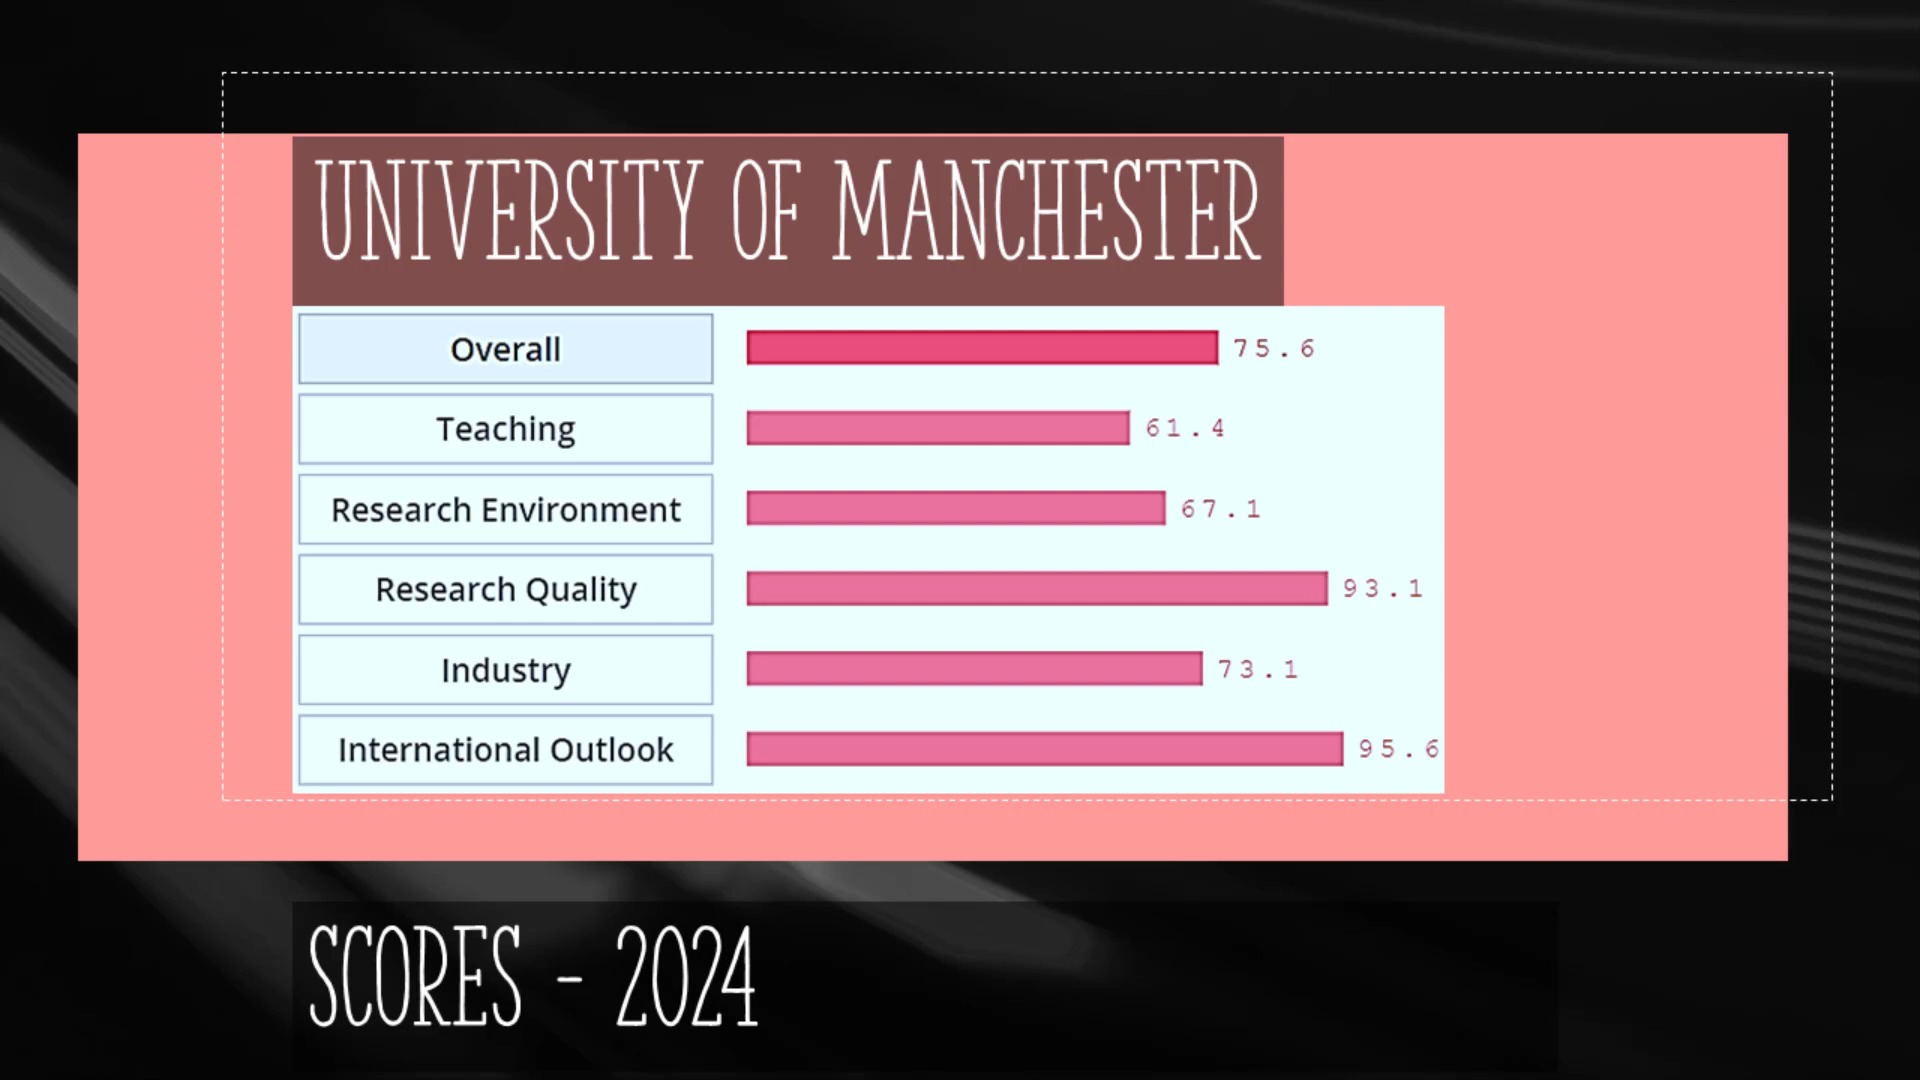 UNIVERSITY OF MANCHESTER
Overall 75.6
Teaching 61.4
Research Environment 67.1
Research Quality 93.1
Industry 73.1
International Outlook 95.6
SCORES - 2024